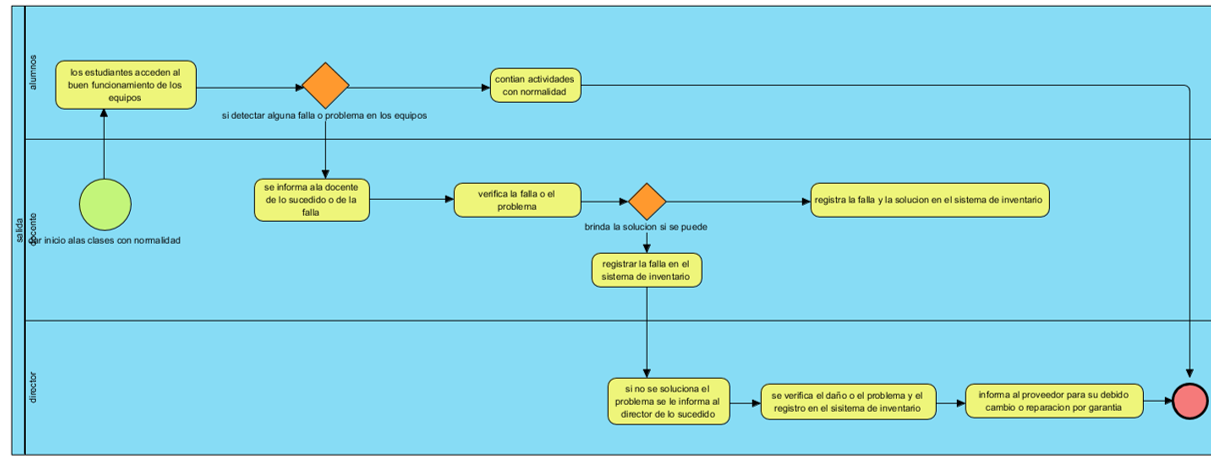 salida
alumnos
los estudiantes acceden al
buen funcionamiento de los
equipos
si detectar alguna falla o problema en los equipos
contian actividades
con normalidad
docente
dar inicio alas clases con normalidad
se informa ala docente
de lo sucedido o de la
falla
verifica la falla o el
problema
brinda la solucion si se puede
registra la falla y la solucion en el sistema de inventario
registrar la falla en el
sistema de inventario
director
si no se soluciona el
problema se le informa al
director de lo sucedido
se verifica el daño o el problema y el
registro en el sisitema de inventario
informa al proveedor para su debido
cambio o reparacion por garantia